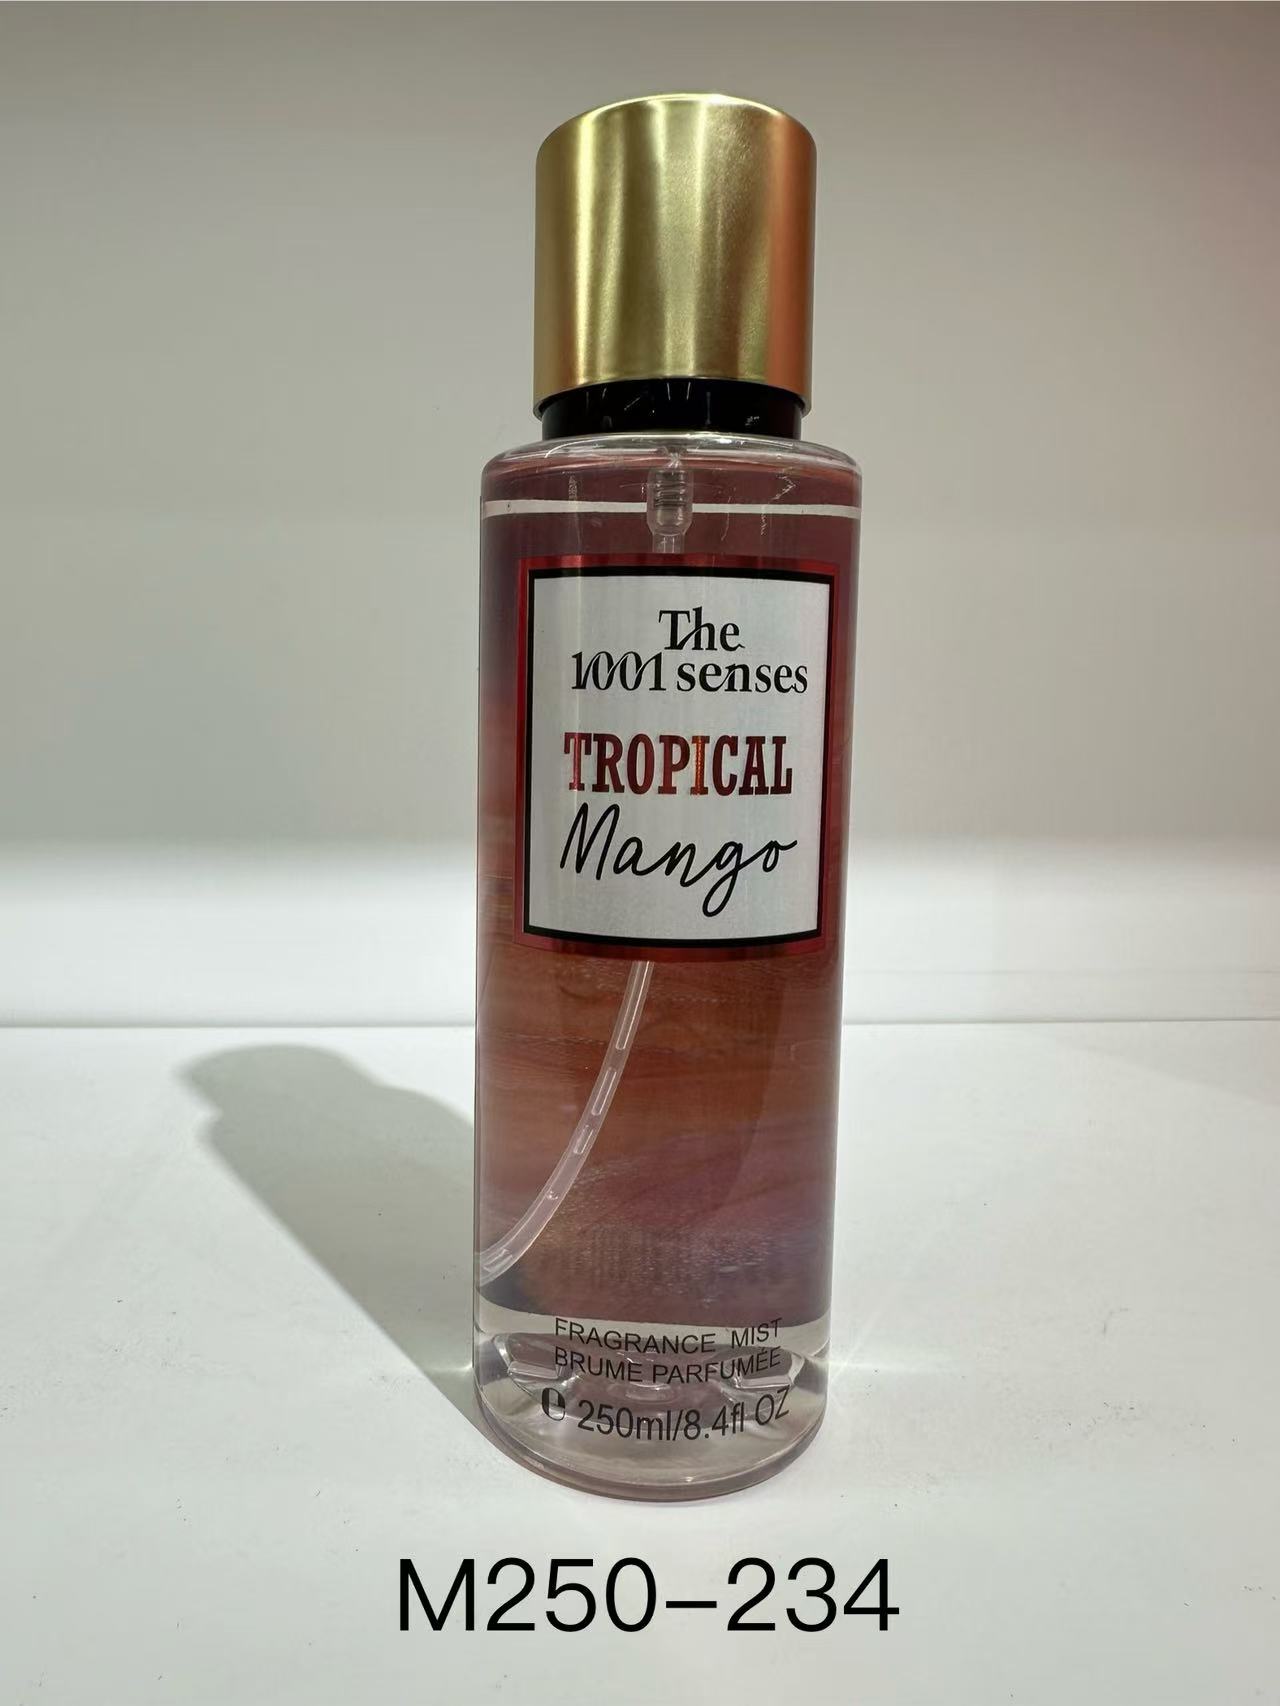 The
1001 senses
TROPICAL
Mango
FRAGRANCE MIST
BRUME PARFUMÉE
e 250ml/8.4fl OZ
M250-234